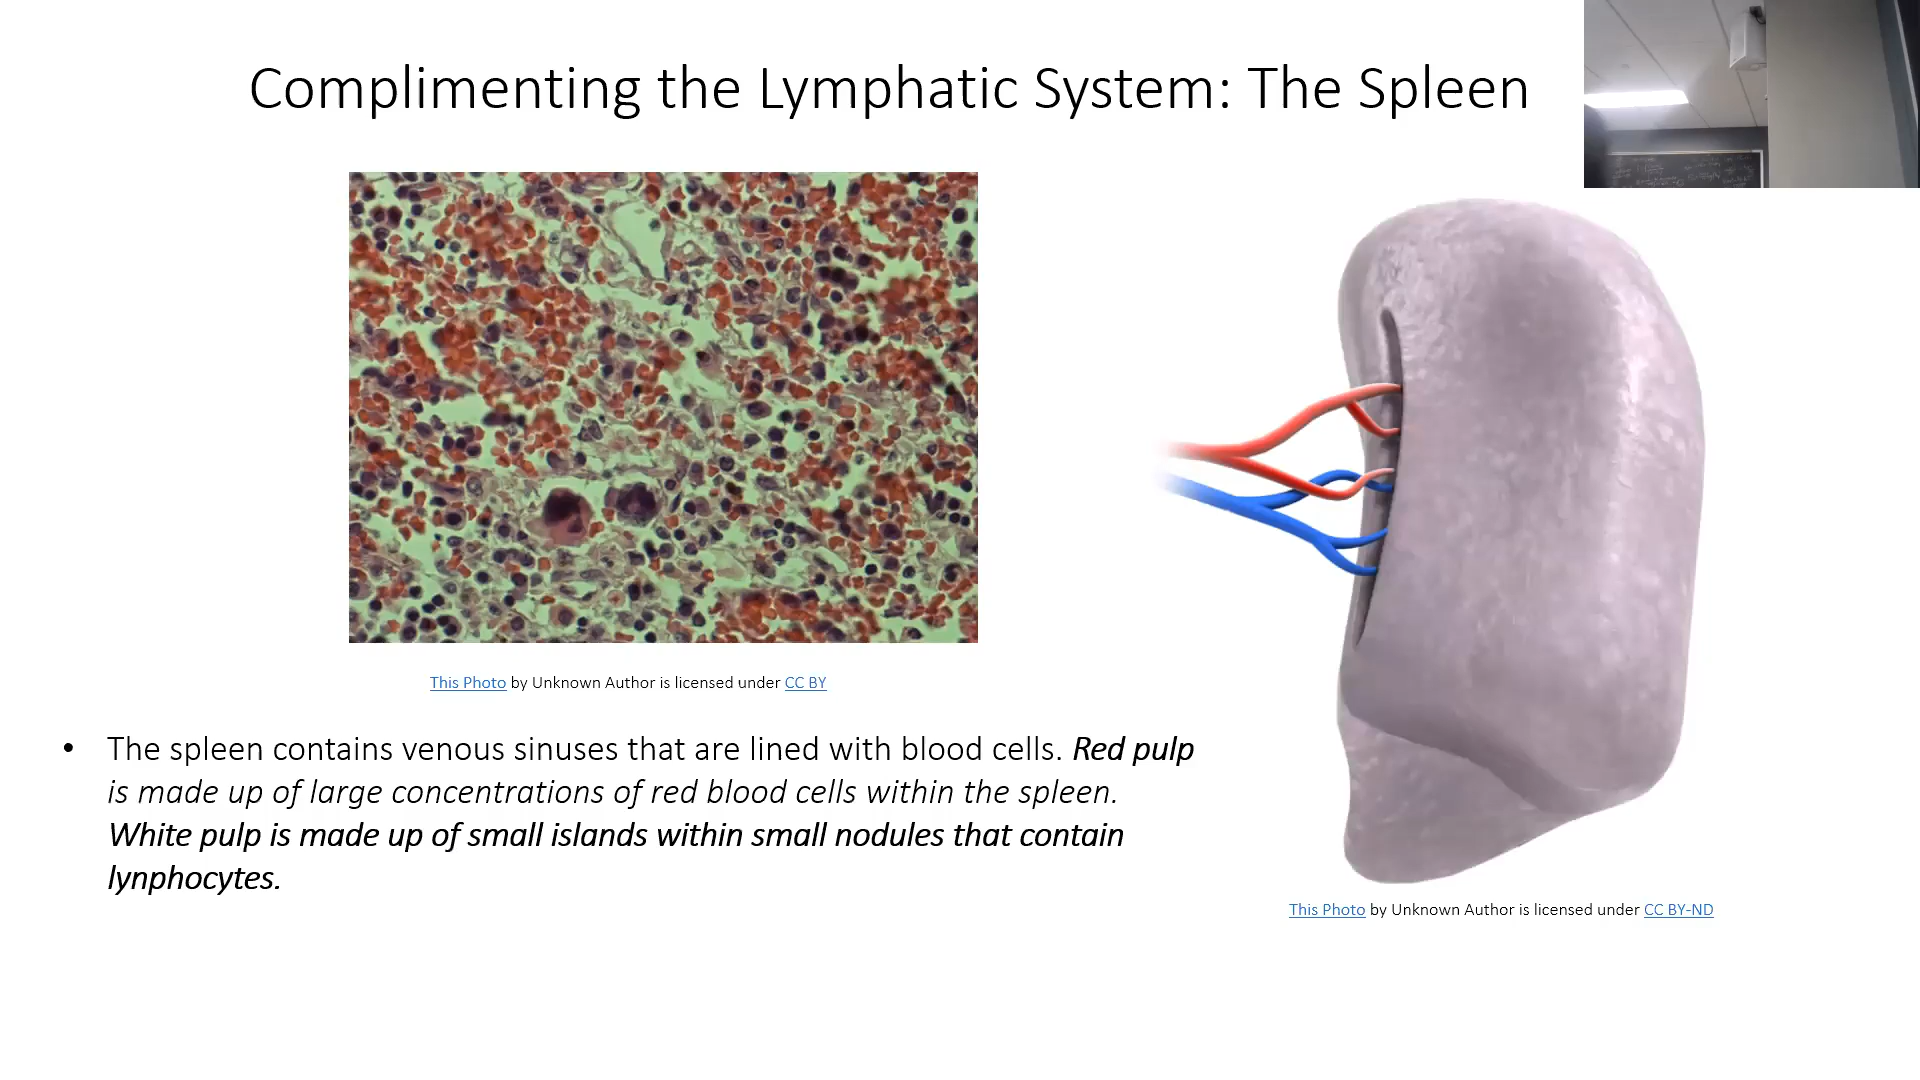 Complimenting the Lymphatic System: The Spleen
This Photo by Unknown Author is licensed under CC BY
• The spleen contains venous sinuses that are lined with blood cells. Red pulp
is made up of large concentrations of red blood cells within the spleen.
White pulp is made up of small islands within small nodules that contain
lynphocytes.
This Photo by Unknown Author is licensed under CC BY-ND